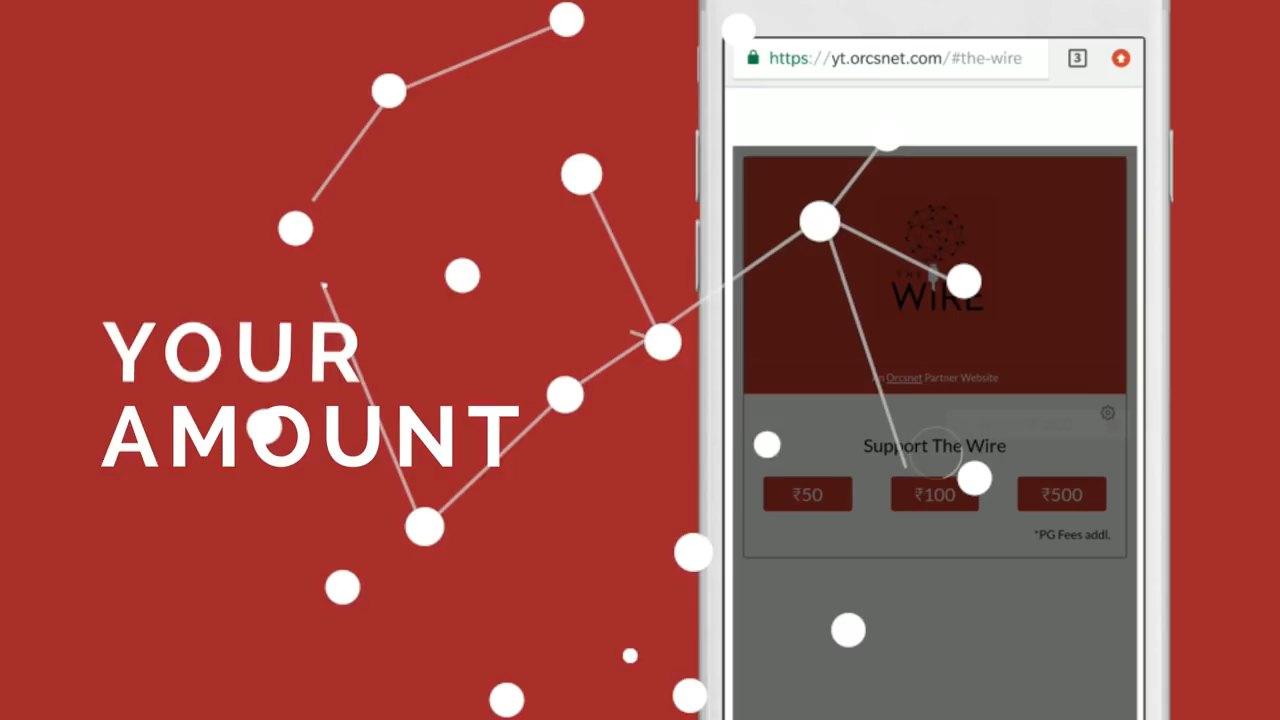 YOUR
AMOUNT
https://yt.orcsnet.com/#the-wire
3
THE
WIRE
An Orcsnet Partner Website
Support The Wire
₹50
₹100
₹500
*PG Fees addl.